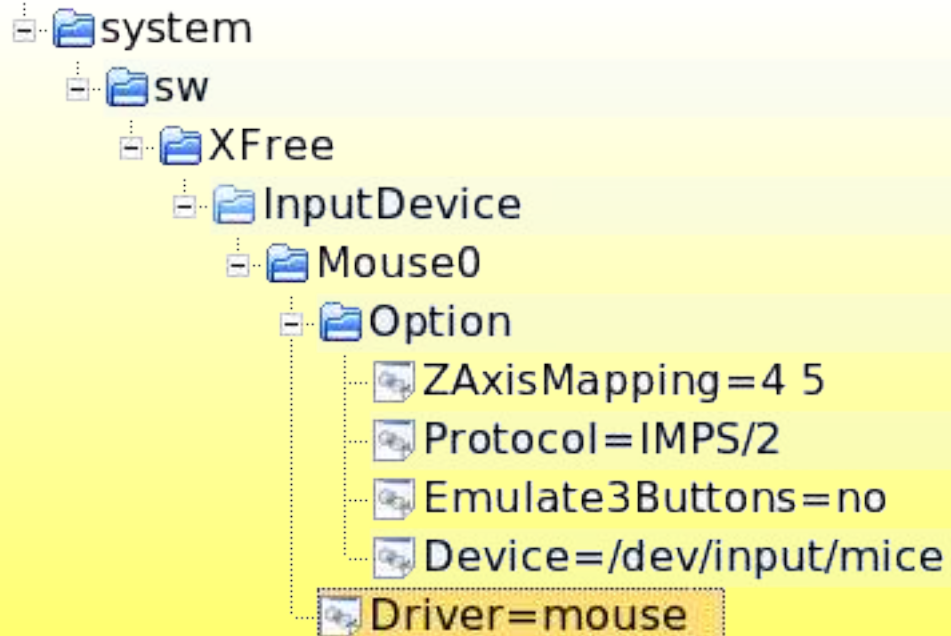 system
sw
XFree
InputDevice
Mouse0
Option
ZAxisMapping=4 5
Protocol=IMPS/2
Emulate3Buttons=no
Device=/dev/input/mice
Driver=mouse